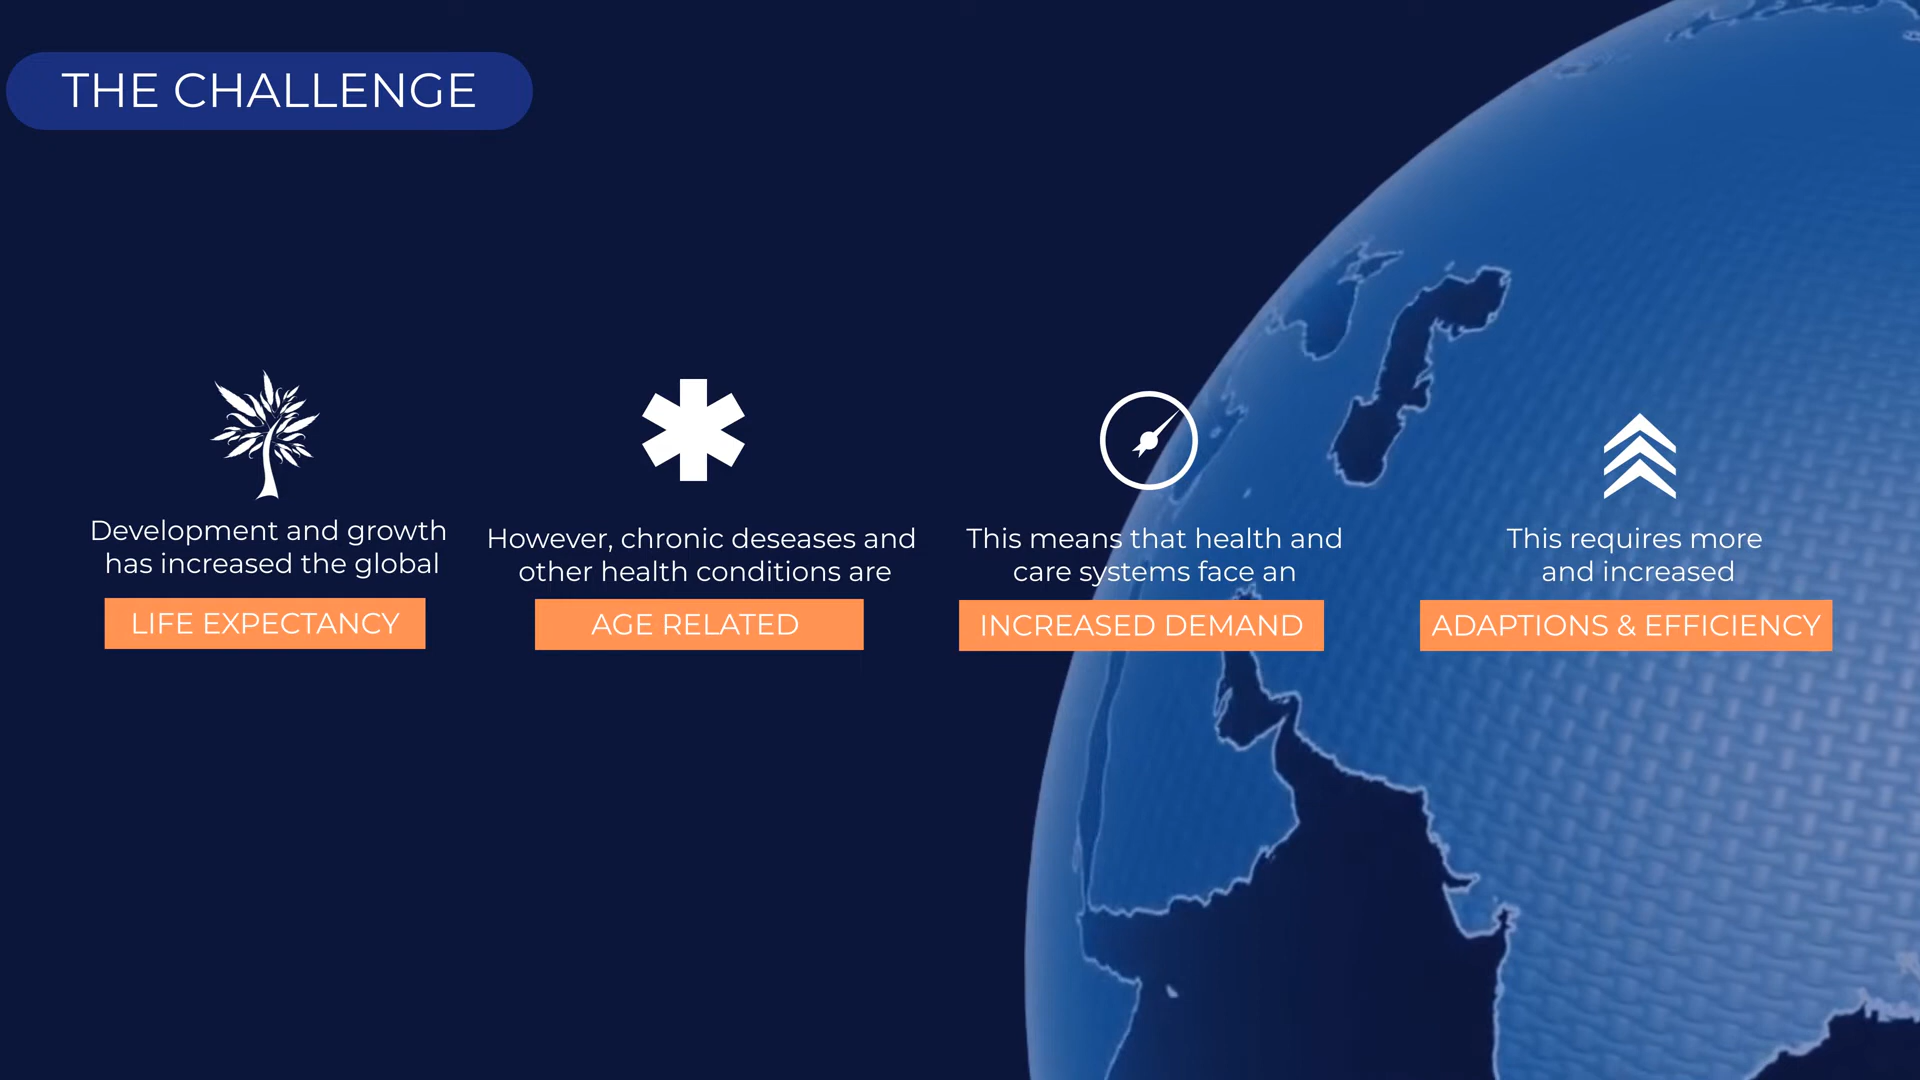 THE CHALLENGE
Development and growth
has increased the global
LIFE EXPECTANCY
However, chronic deseases and
other health conditions are
AGE RELATED
This means that health and
care systems face an
INCREASED DEMAND
This requires more
and increased
ADAPTIONS & EFFICIENCY